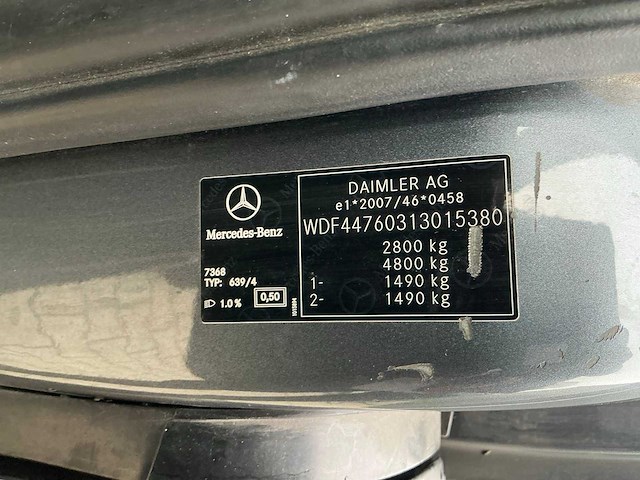 DAIMLER AG
e1*2007/46*0458
WDF44760313015380
2800 kg
4800 kg
1- 1490 kg
2- 1490 kg
Mercedes-Benz
7368
TYP: 639/4
1.0% 0,50